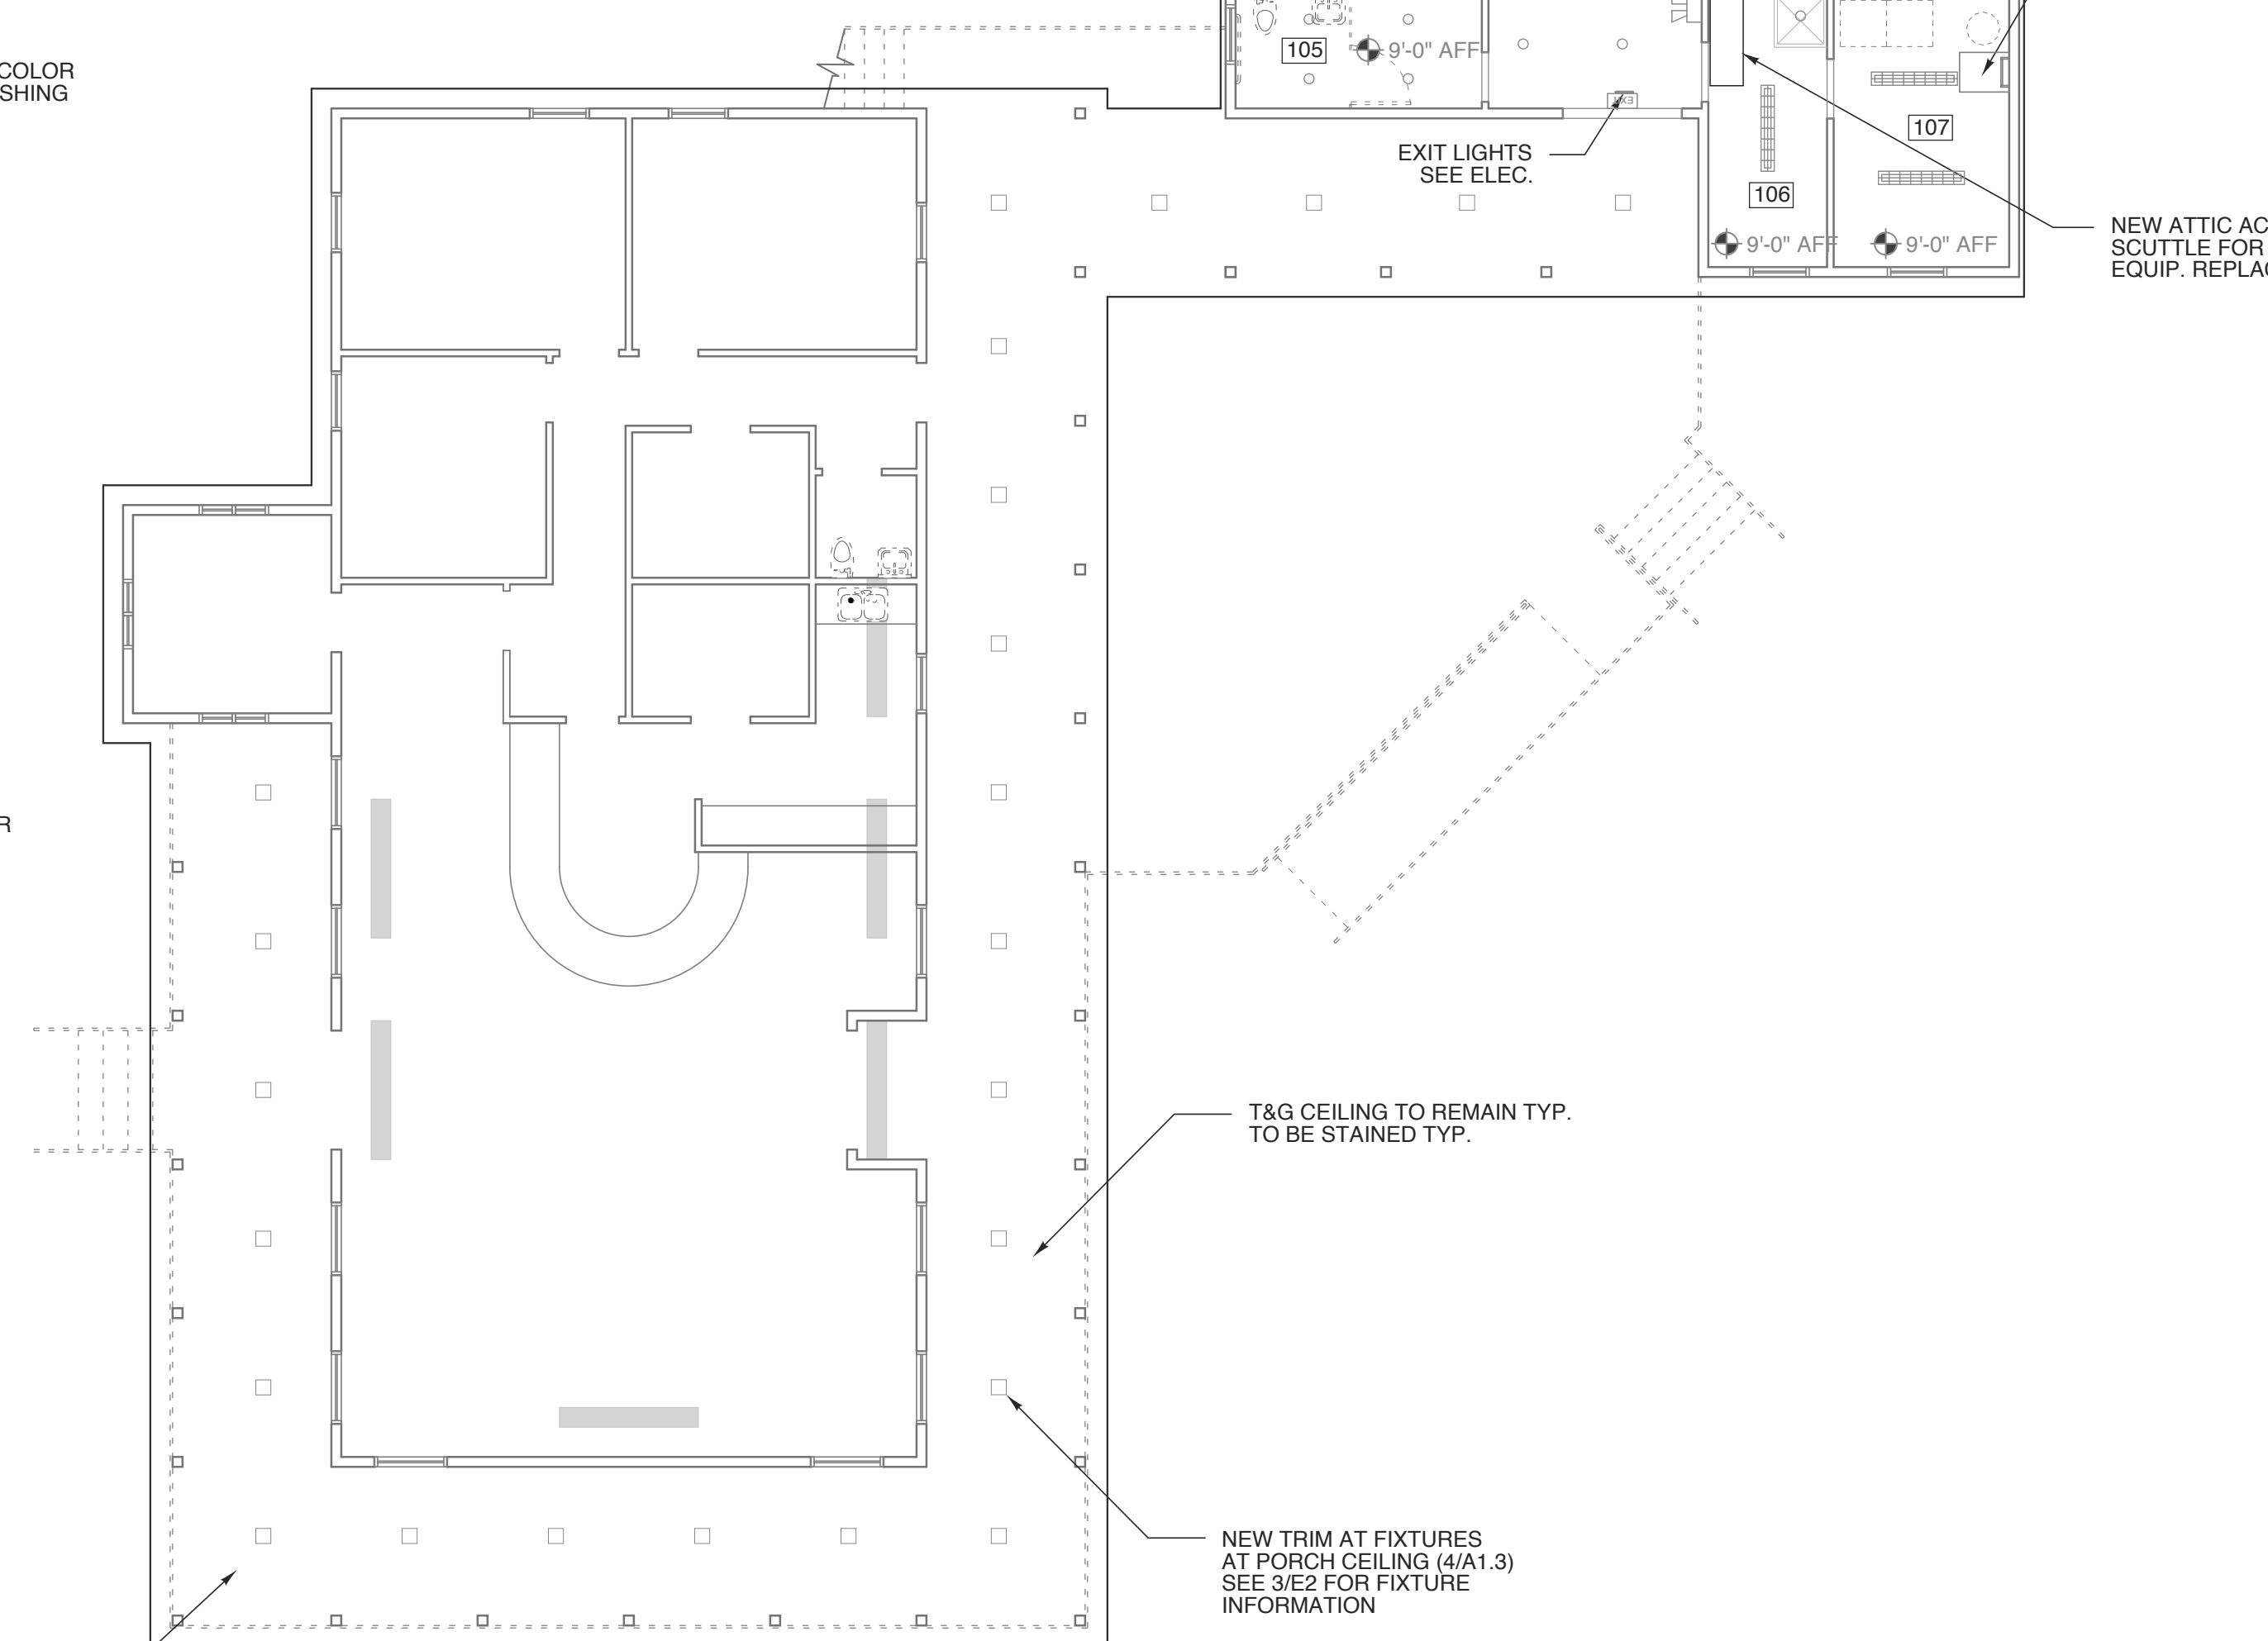 COLOR
SHING
105
9'-0" AFF
EXIT LIGHTS
SEE ELEC.
EXIT
107
106
9'-0" AFF
9'-0" AFF
NEW ATTIC AC
SCUTTLE FOR
EQUIP. REPLAC
R
T&G CEILING TO REMAIN TYP.
TO BE STAINED TYP.
NEW TRIM AT FIXTURES
AT PORCH CEILING (4/A1.3)
SEE 3/E2 FOR FIXTURE
INFORMATION